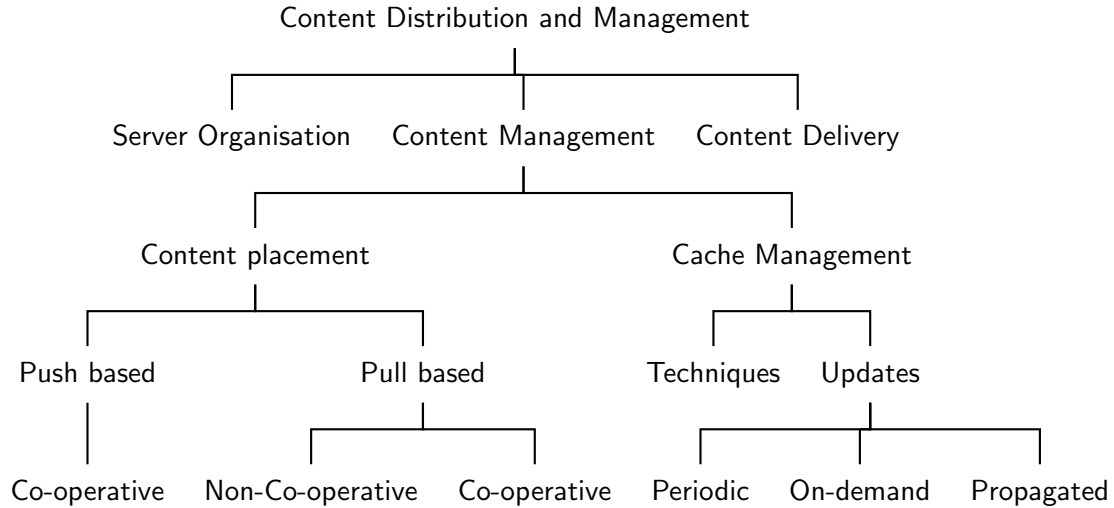 Content Distribution and Management
Server Organisation Content Management Content Delivery
Content placement Cache Management
Push based Pull based Techniques Updates
Co-operative Non-Co-operative Co-operative Periodic On-demand Propagated